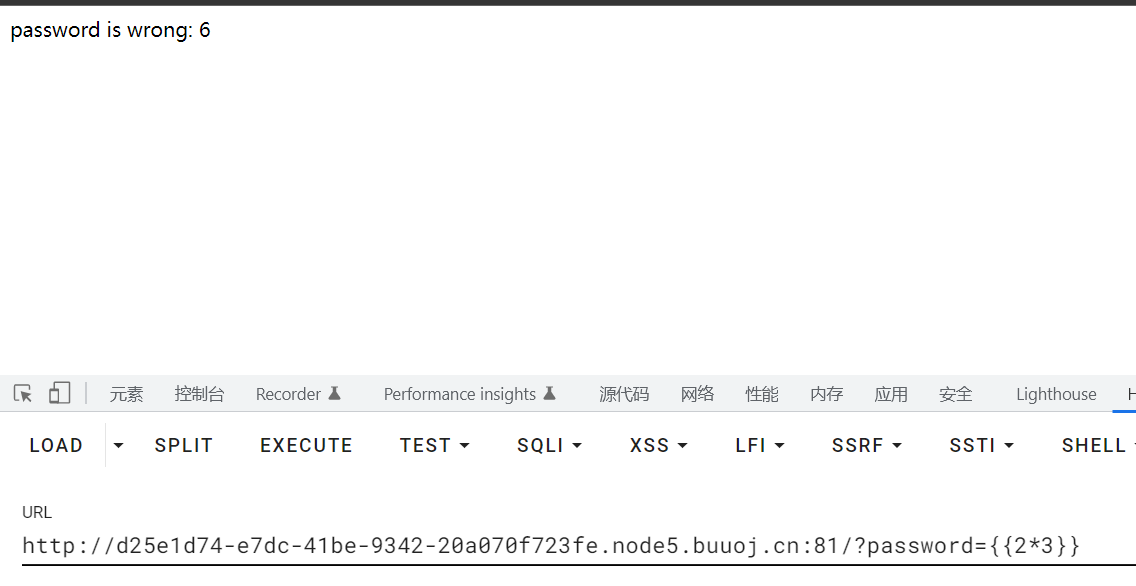 password is wrong: 6
元素 控制台 Recorder Performance insights 源代码 网络 性能 内存 应用 安全 Lighthouse H
LOAD SPLIT EXECUTE TEST SQLI XSS LFI SSRF SSTI SHELL
URL
http://d25e1d74-e7dc-41be-9342-20a070f723fe.node5.buuoj.cn:81/?password={{2*3}}